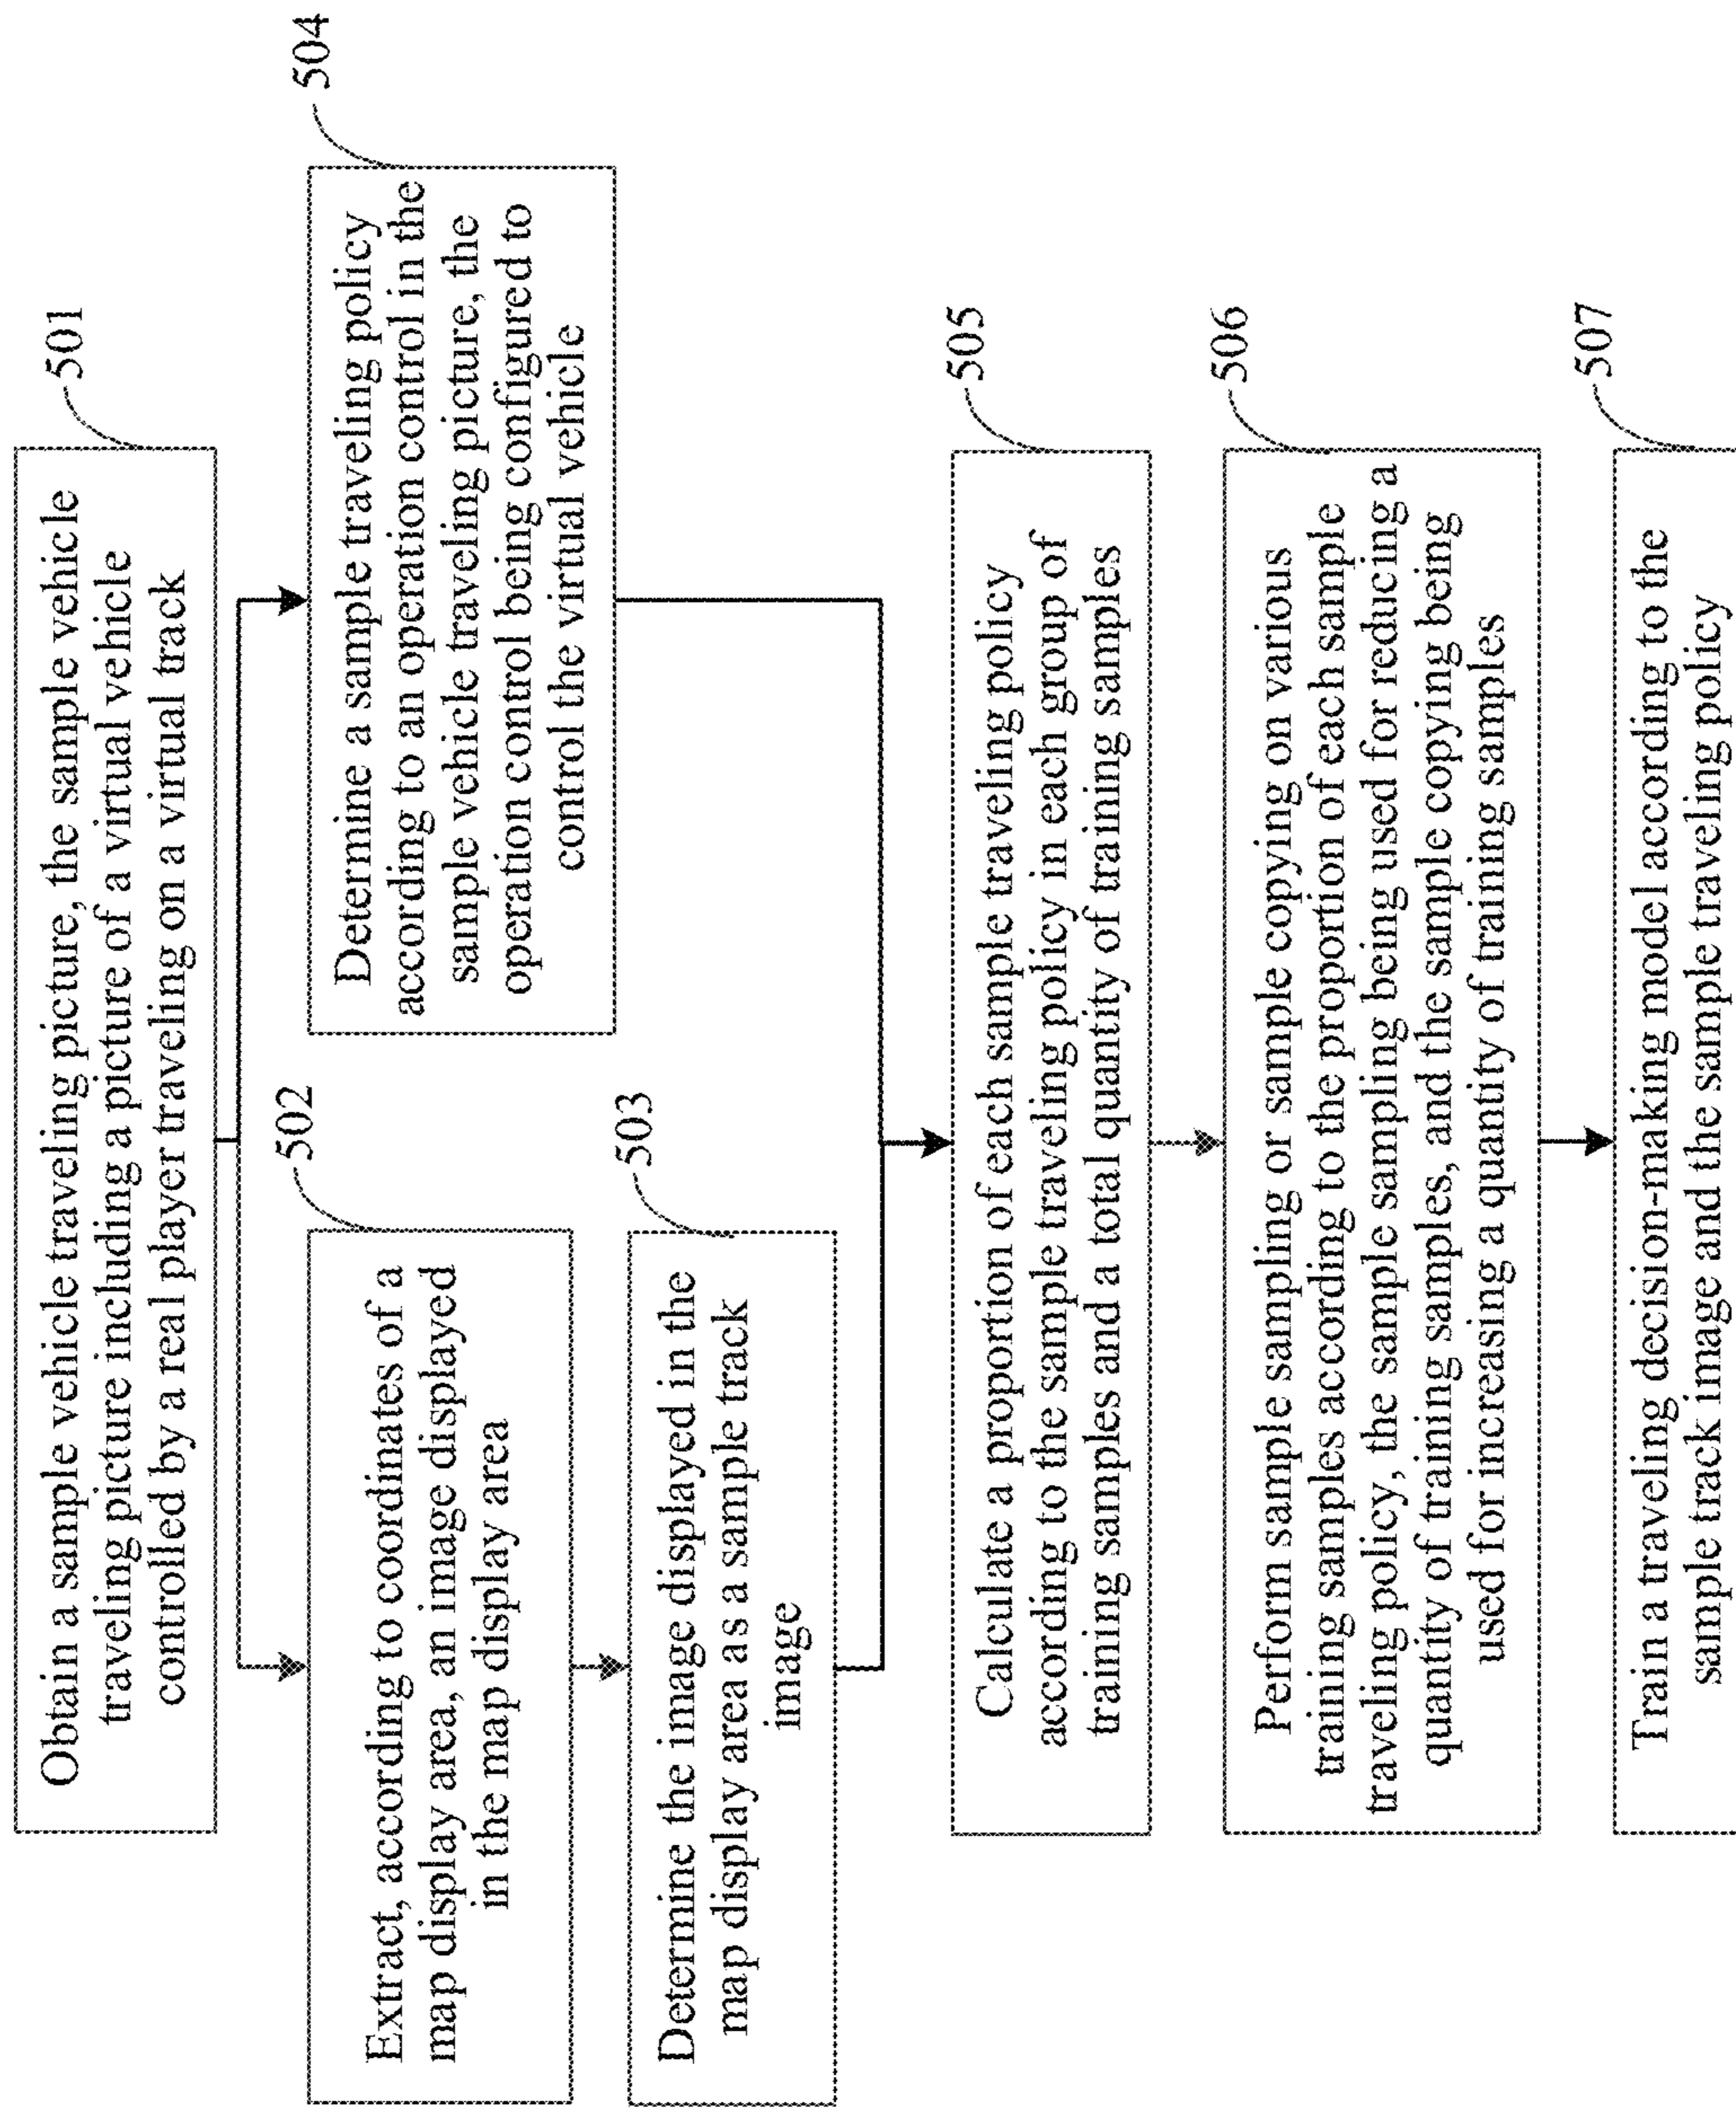 501
Obtain a sample vehicle traveling picture, the sample vehicle
traveling picture including a picture of a virtual vehicle
controlled by a real player traveling on a virtual track
502
Extract, according to coordinates of a
map display area, an image displayed
in the map display area
503
Determine the image displayed in the
map display area as a sample track
image
504
Determine a sample traveling policy
according to an operation control in the
sample vehicle traveling picture, the
operation control being configured to
control the virtual vehicle
505
Calculate a proportion of each sample traveling policy
according to the sample traveling policy in each group of
training samples and a total quantity of training samples
506
Perform sample sampling or sample copying on various
training samples according to the proportion of each sample
traveling policy, the sample sampling being used for reducing a
quantity of training samples, and the sample copying being
used for increasing a quantity of training samples
507
Train a traveling decision-making model according to the
sample track image and the sample traveling policy